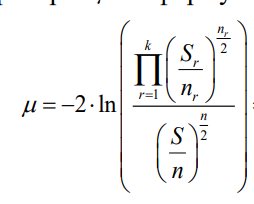 μ = −2·ln( ( ∏_{r=1}^{k} (S_r / n_r)^{n_r / 2} ) / ( (S / n)^{n / 2} ) ) =